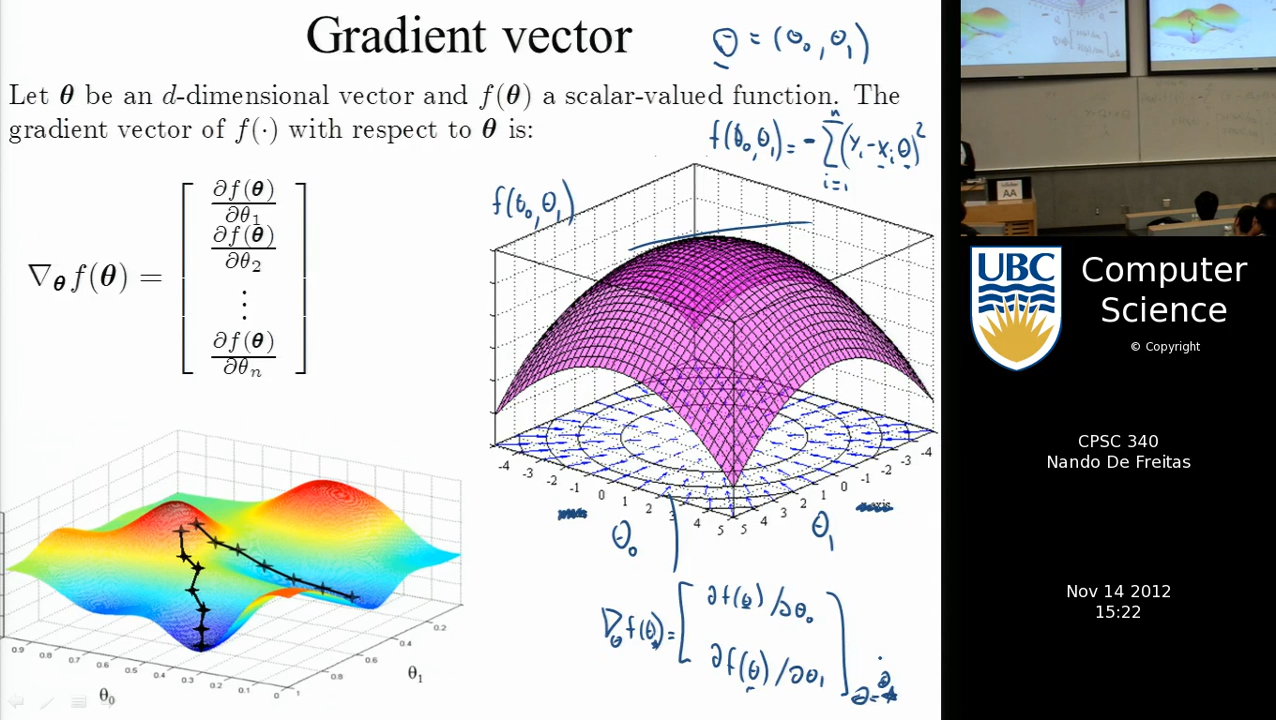 Gradient vector
θ = (θ₀, θ₁)
Let θ be an d-dimensional vector and f(θ) a scalar-valued function. The
gradient vector of f(·) with respect to θ is:
f(θ₀,θ₁) = - ∑ᵢ₌₁ⁿ (yᵢ - xᵢθ)²
f(θ₀,θ₁)
∇θ f(θ) = [ ∂f(θ)/∂θ₁
∂f(θ)/∂θ₂
⋮
∂f(θ)/∂θₙ ]
-4 -3 -2 -1 0 1 2 3 4 5
5 4 3 2 1 0 -1 -2 -3 -4
θ₀
θ₁
∇θ f(θ) = [ ∂f(θ)/∂θ₀
∂f(θ)/∂θ₁ ]
0.9 0.8 0.7 0.6 0.5 0.4 0.3 0.2 0.1 0
1 0.8 0.6 0.4 0.2
θ₀
θ₁
AA
UBC
Computer
Science
© Copyright
CPSC 340
Nando De Freitas
Nov 14 2012
15:22